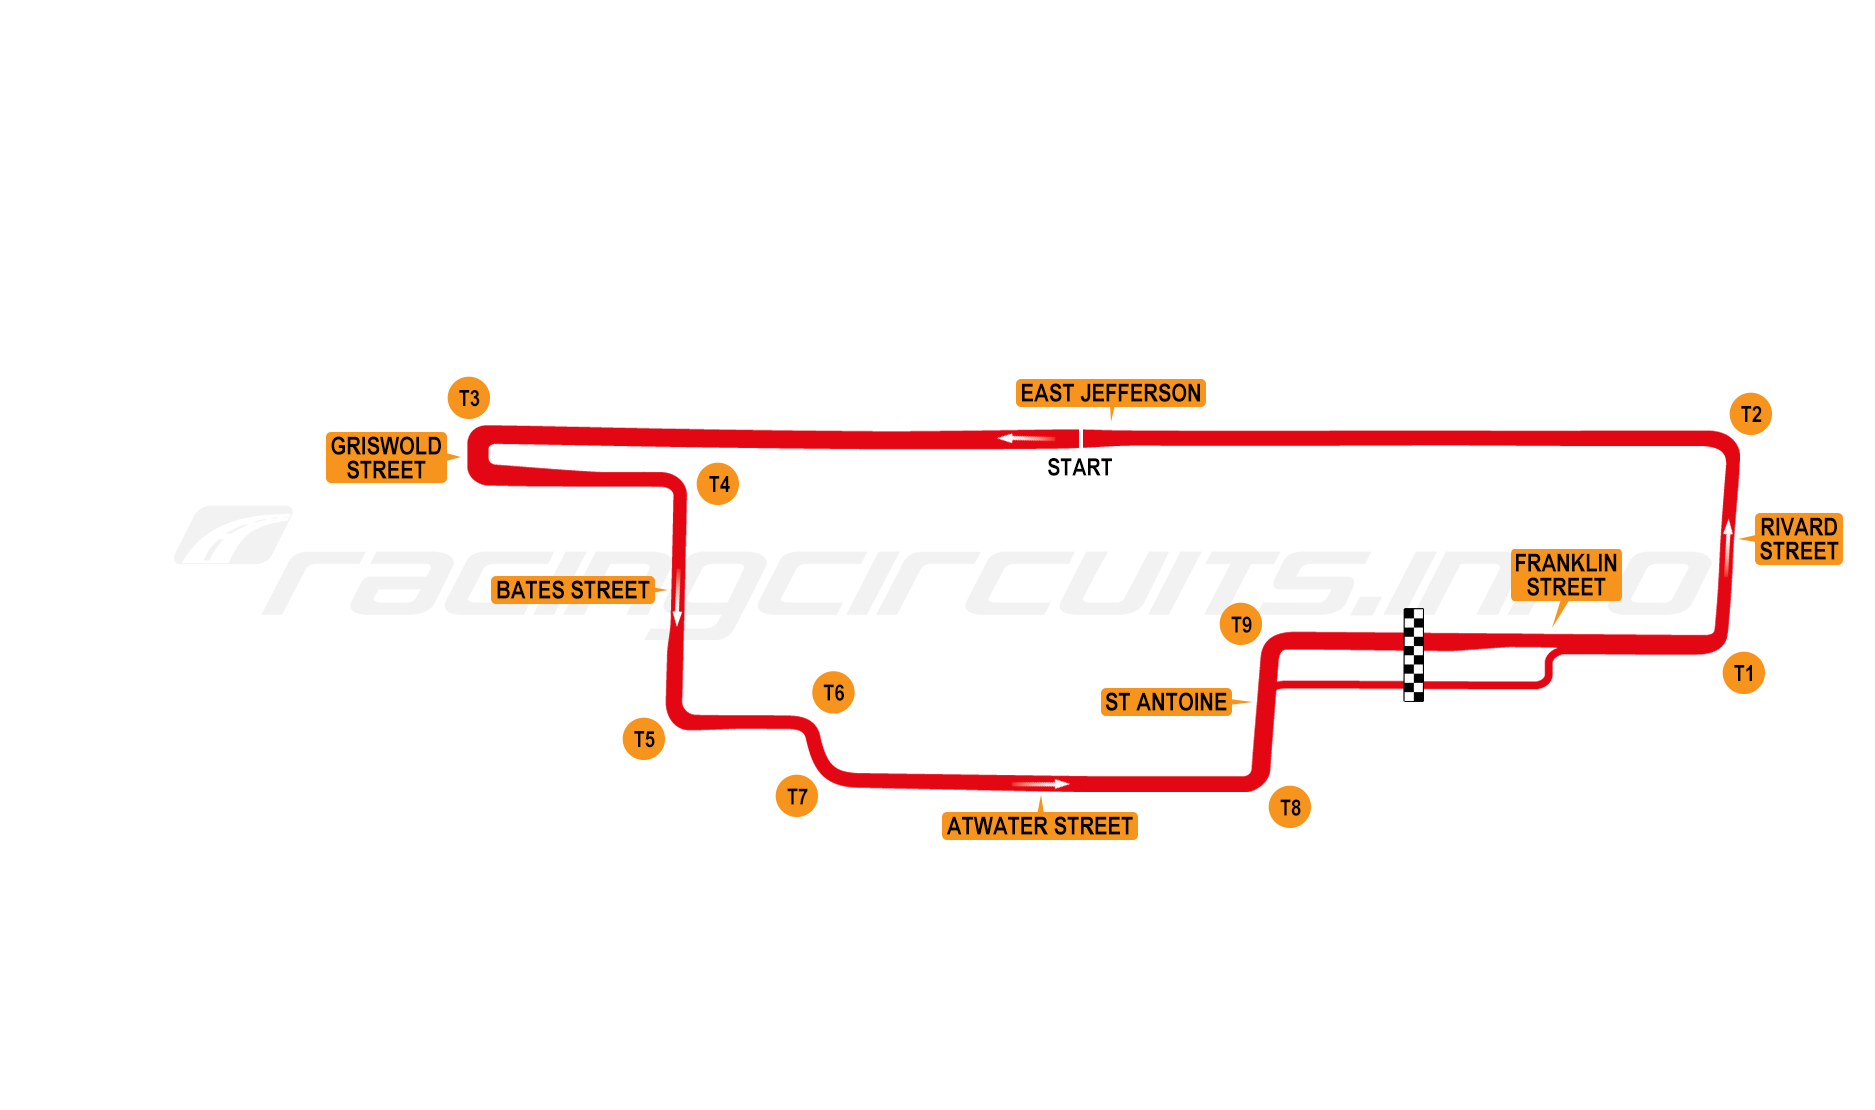 T3
EAST JEFFERSON
T2
GRISWOLD
STREET
START
T4
RIVARD
STREET
racingcircuits.info
FRANKLIN
STREET
BATES STREET
T9
T1
T6
ST ANTOINE
T5
T7
T8
ATWATER STREET